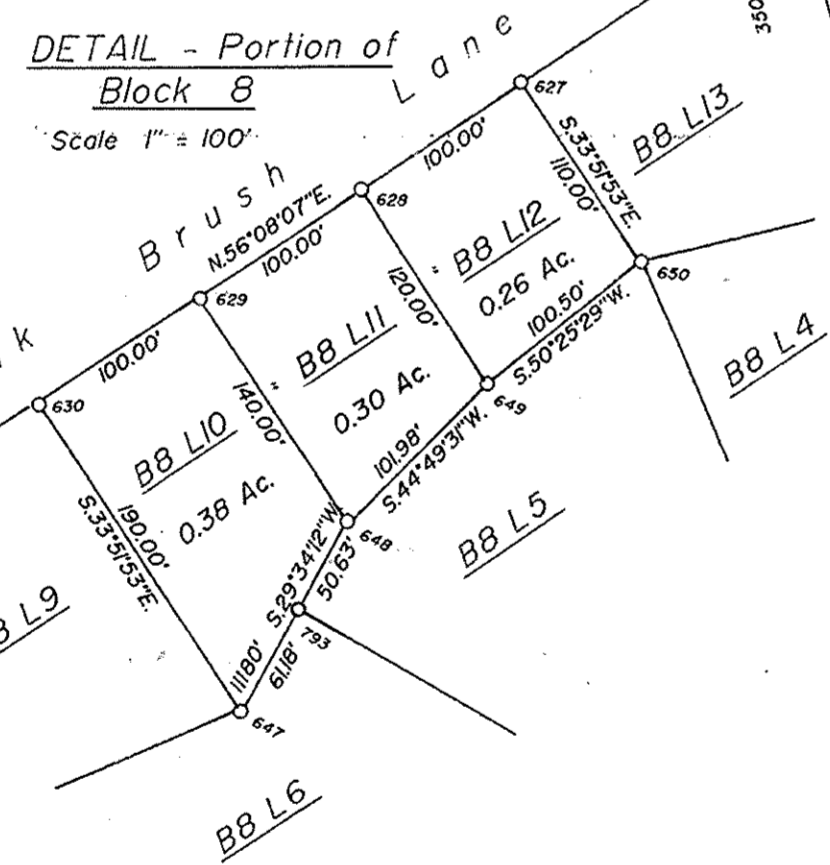 DETAIL - Portion of
Block 8
Scale 1" = 100'
Brush Lane
350
627
100.00'
S.33°51'53"E.
110.00'
B8 L13
628
N.56°08'07"E.
100.00'
B8 L12
0.26 Ac.
120.00'
650
100.50'
S.50°25'29"W.
B8 L4
629
100.00'
B8 L11
0.30 Ac.
140.00'
649
101.98'
S.44°49'31"W.
B8 L5
630
B8 L10
0.38 Ac.
190.00'
S.33°51'53"E.
648
S.29°34'12"W.
50.63'
793
111.80'
61.18'
647
8 L9
B8 L6